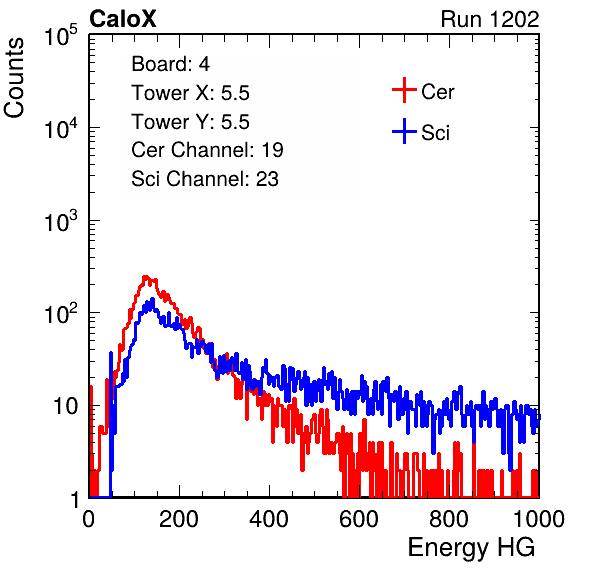 CaloX Run 1202
Counts
10^5
10^4
10^3
10^2
10
1
Board: 4
Tower X: 5.5
Tower Y: 5.5
Cer Channel: 19
Sci Channel: 23
Cer
Sci
0 200 400 600 800 1000
Energy HG